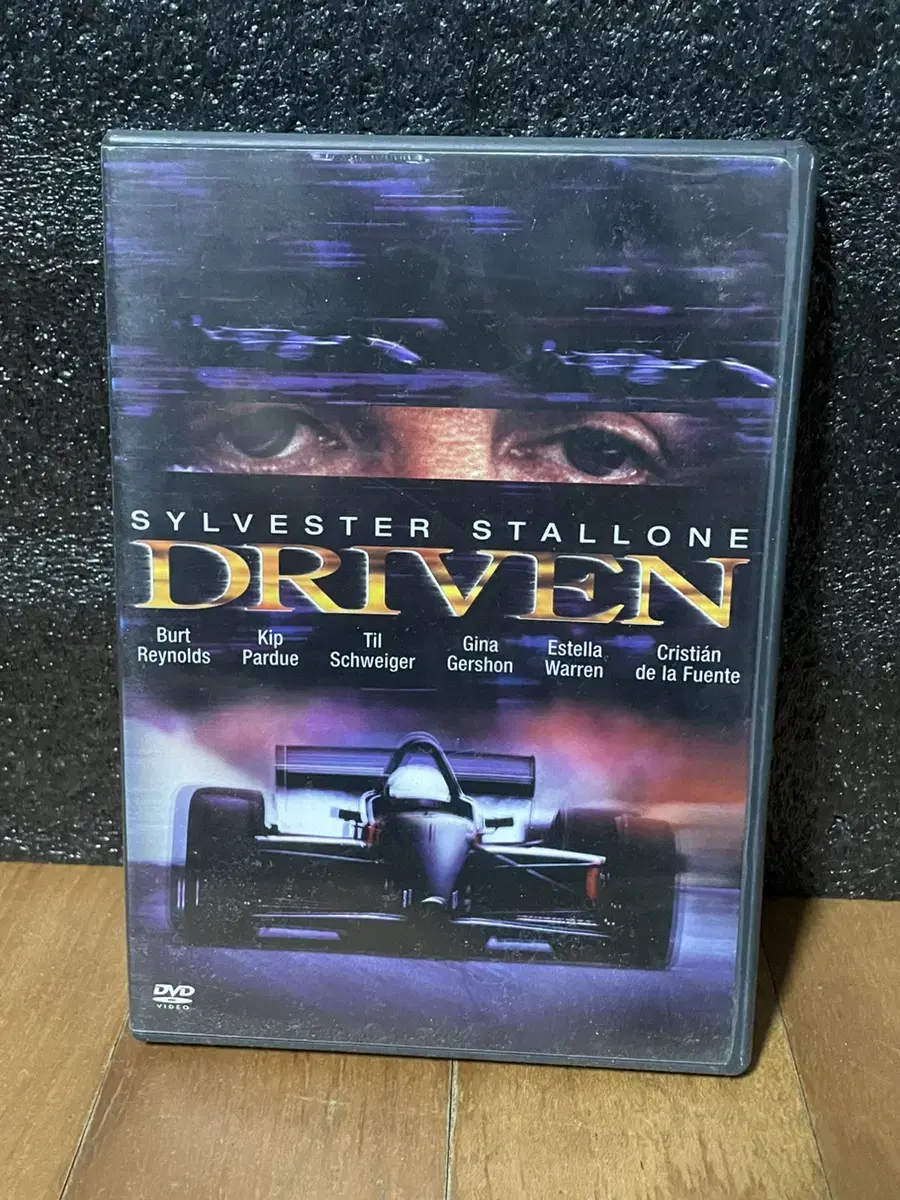 SYLVESTER STALLONE
DRIVEN
Burt Reynolds
Kip Pardue
Til Schweiger
Gina Gershon
Estella Warren
Cristián de la Fuente
DVD
VIDEO